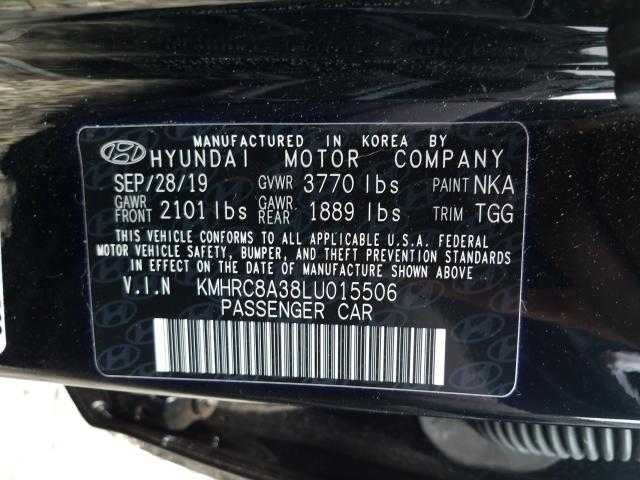 MANUFACTURED IN KOREA BY
HYUNDAI MOTOR COMPANY
SEP/28/19 GVWR 3770 lbs PAINT NKA
GAWR FRONT 2101 lbs GAWR REAR 1889 lbs TRIM TGG
THIS VEHICLE CONFORMS TO ALL APPLICABLE U.S.A. FEDERAL
MOTOR VEHICLE SAFETY, BUMPER, AND THEFT PREVENTION STANDARDS
IN EFFECT ON THE DATE OF MANUFACTURE SHOWN ABOVE.
V.I.N KMHRC8A38LU015506
PASSENGER CAR